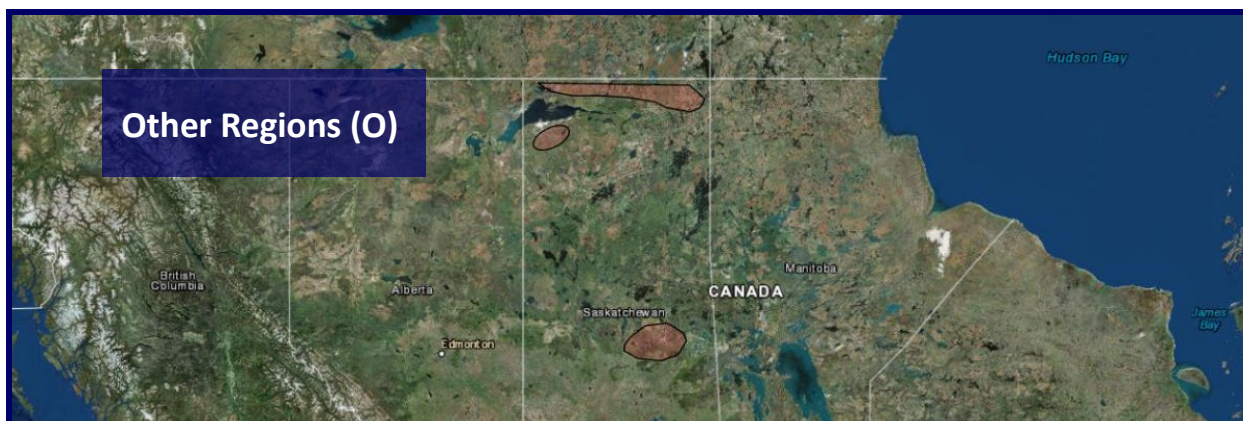 Hudson Bay
Other Regions (O)
British
Columbia
Alberta
Saskatchewan
CANADA
Manitoba
James
Bay
Edmonton